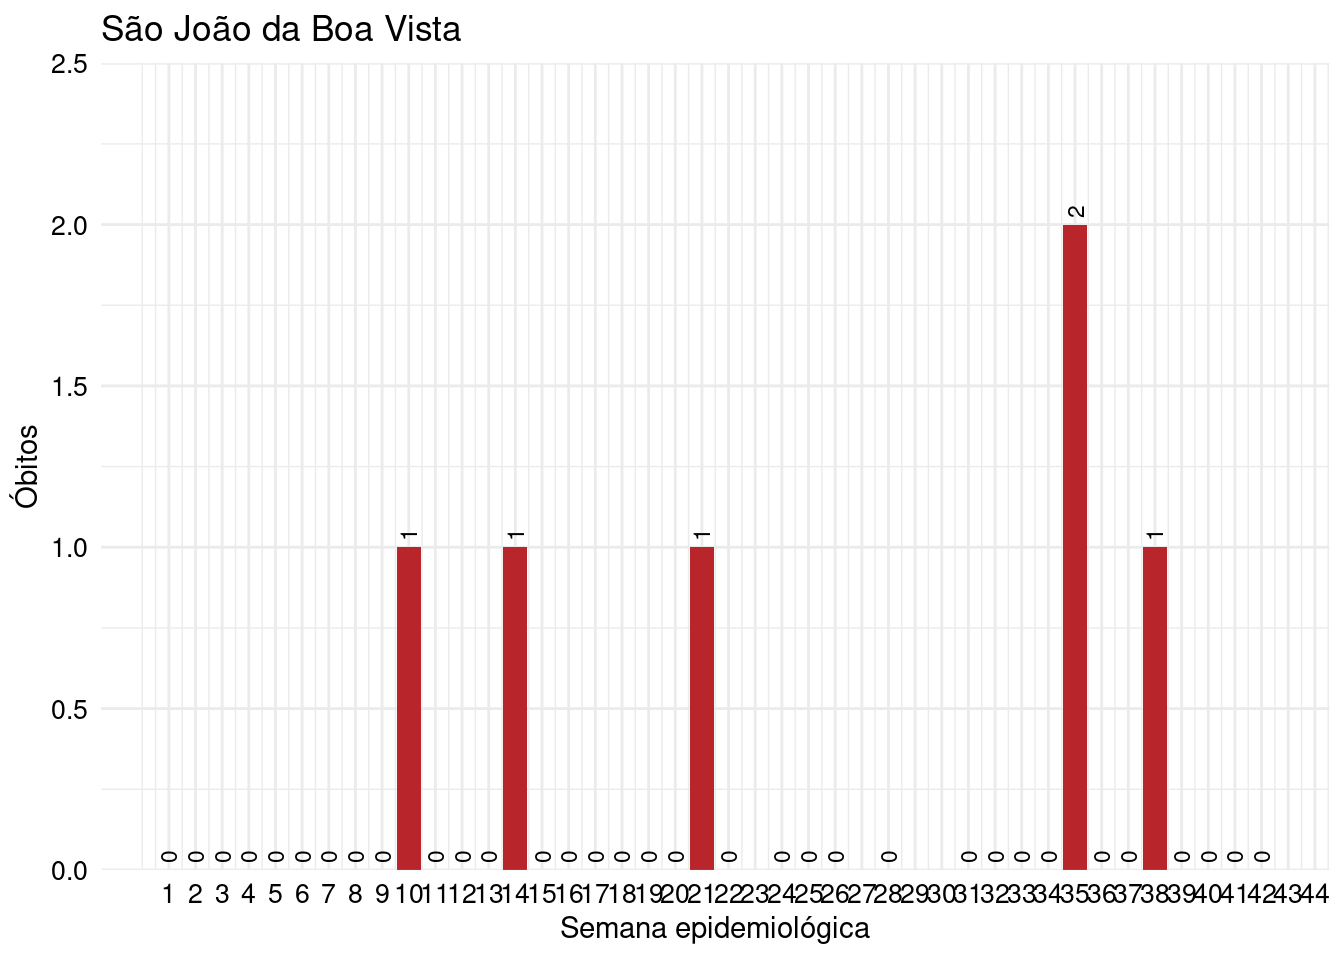 São João da Boa Vista
2.5
2.0
1.5
1.0
0.5
0.0
Óbitos
0 0 0 0 0 0 0 0 0 1 0 0 0 1 0 0 0 0 0 0 1 0 0 0 0 0 0 0 0 0 2 0 0 1 0 0 0 0
1 2 3 4 5 6 7 8 9 10 11 12 13 14 15 16 17 18 19 20 21 22 23 24 25 26 27 28 29 30 31 32 33 34 35 36 37 38 39 40 41 42 43 44
Semana epidemiológica